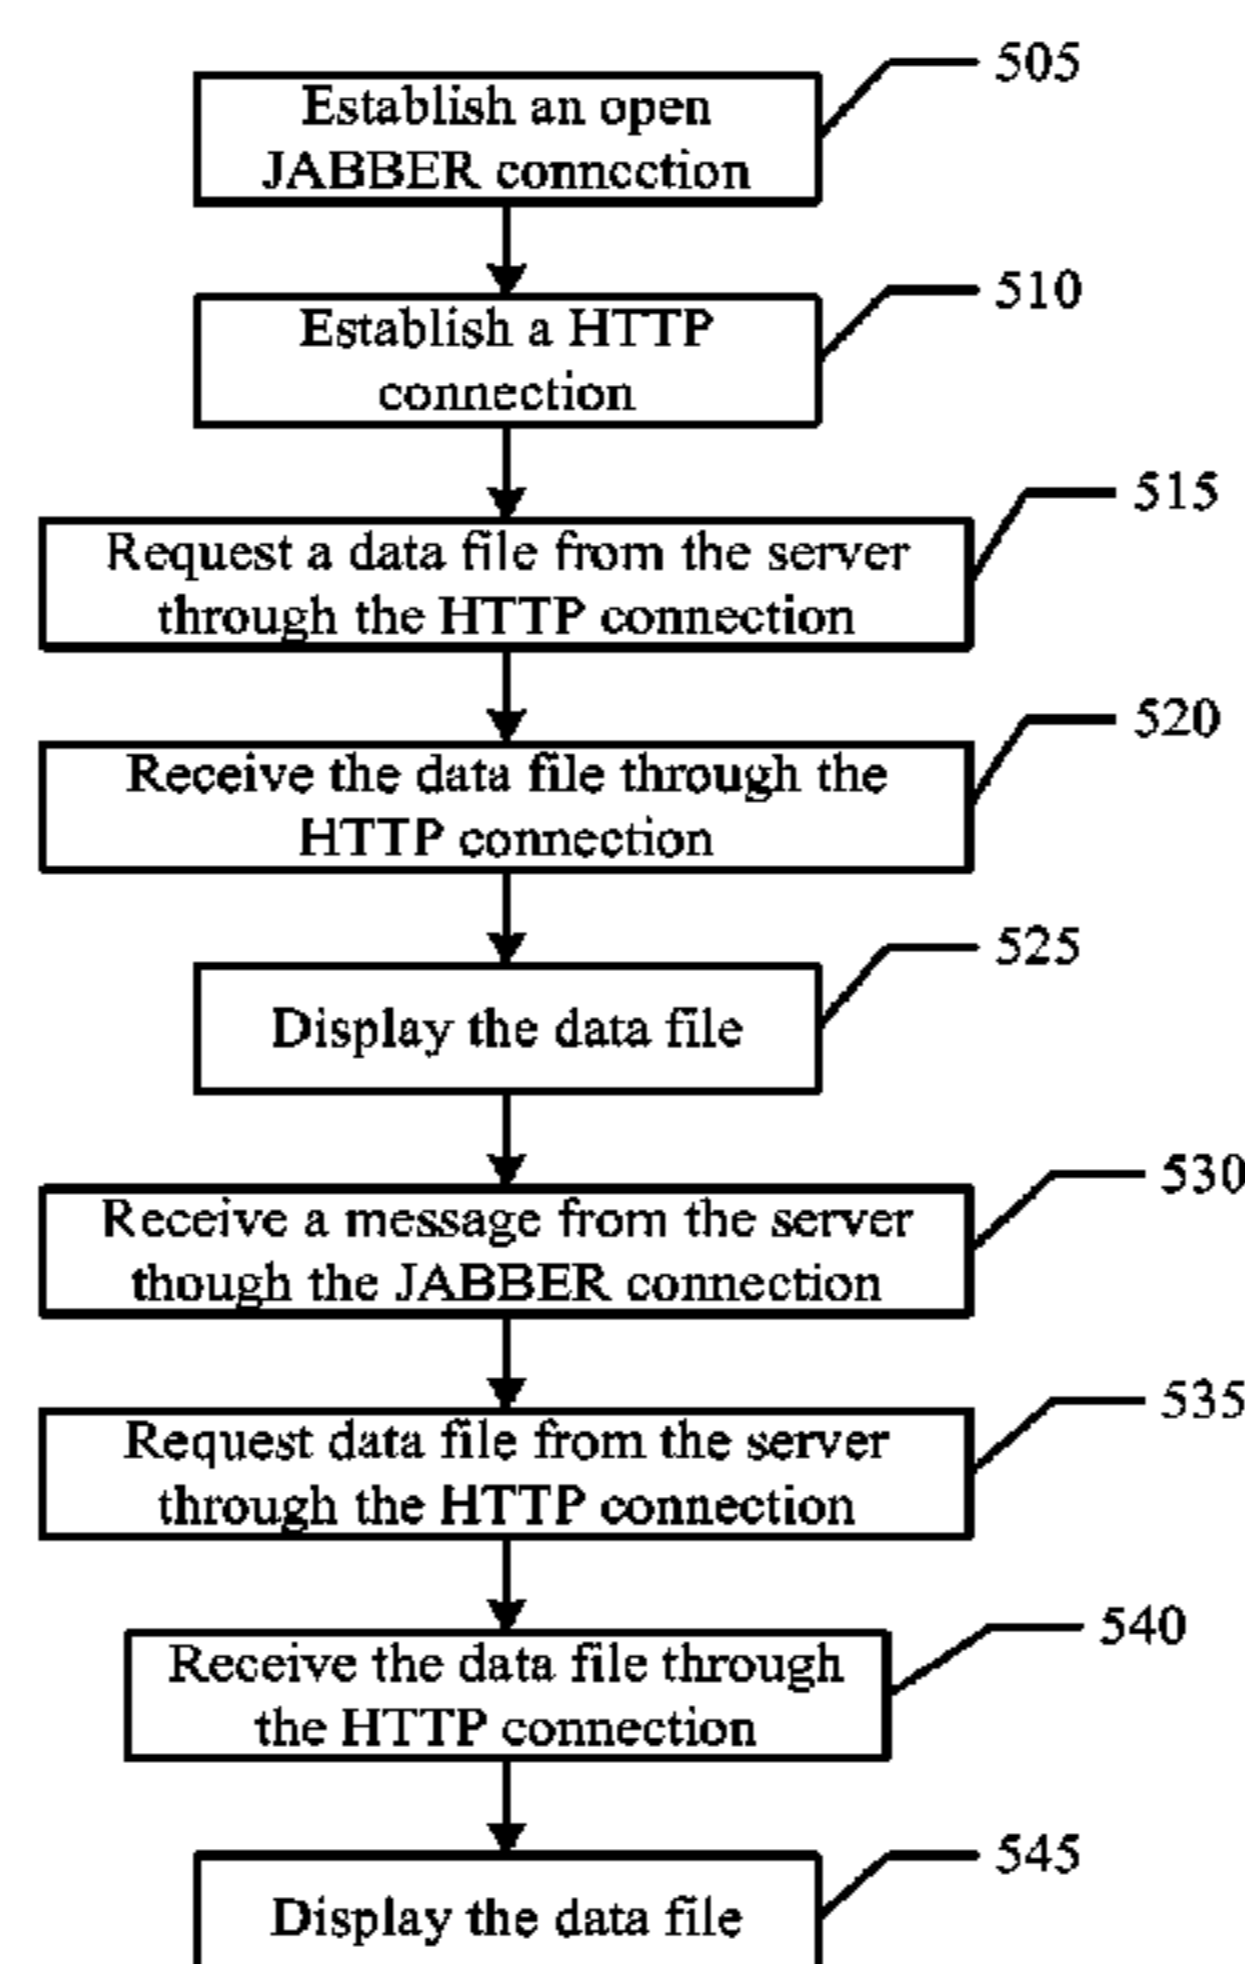 505
Establish an open
JABBER connection
510
Establish a HTTP
connection
515
Request a data file from the server
through the HTTP connection
520
Receive the data file through the
HTTP connection
525
Display the data file
530
Receive a message from the server
though the JABBER connection
535
Request data file from the server
through the HTTP connection
540
Receive the data file through
the HTTP connection
545
Display the data file